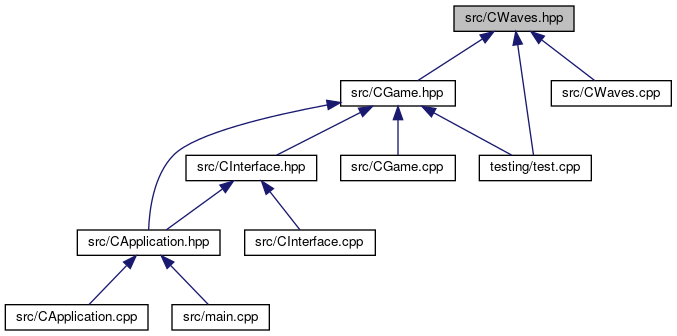 src/CWaves.hpp
src/CGame.hpp
src/CWaves.cpp
src/CInterface.hpp
src/CGame.cpp
testing/test.cpp
src/CApplication.hpp
src/CInterface.cpp
src/CApplication.cpp
src/main.cpp